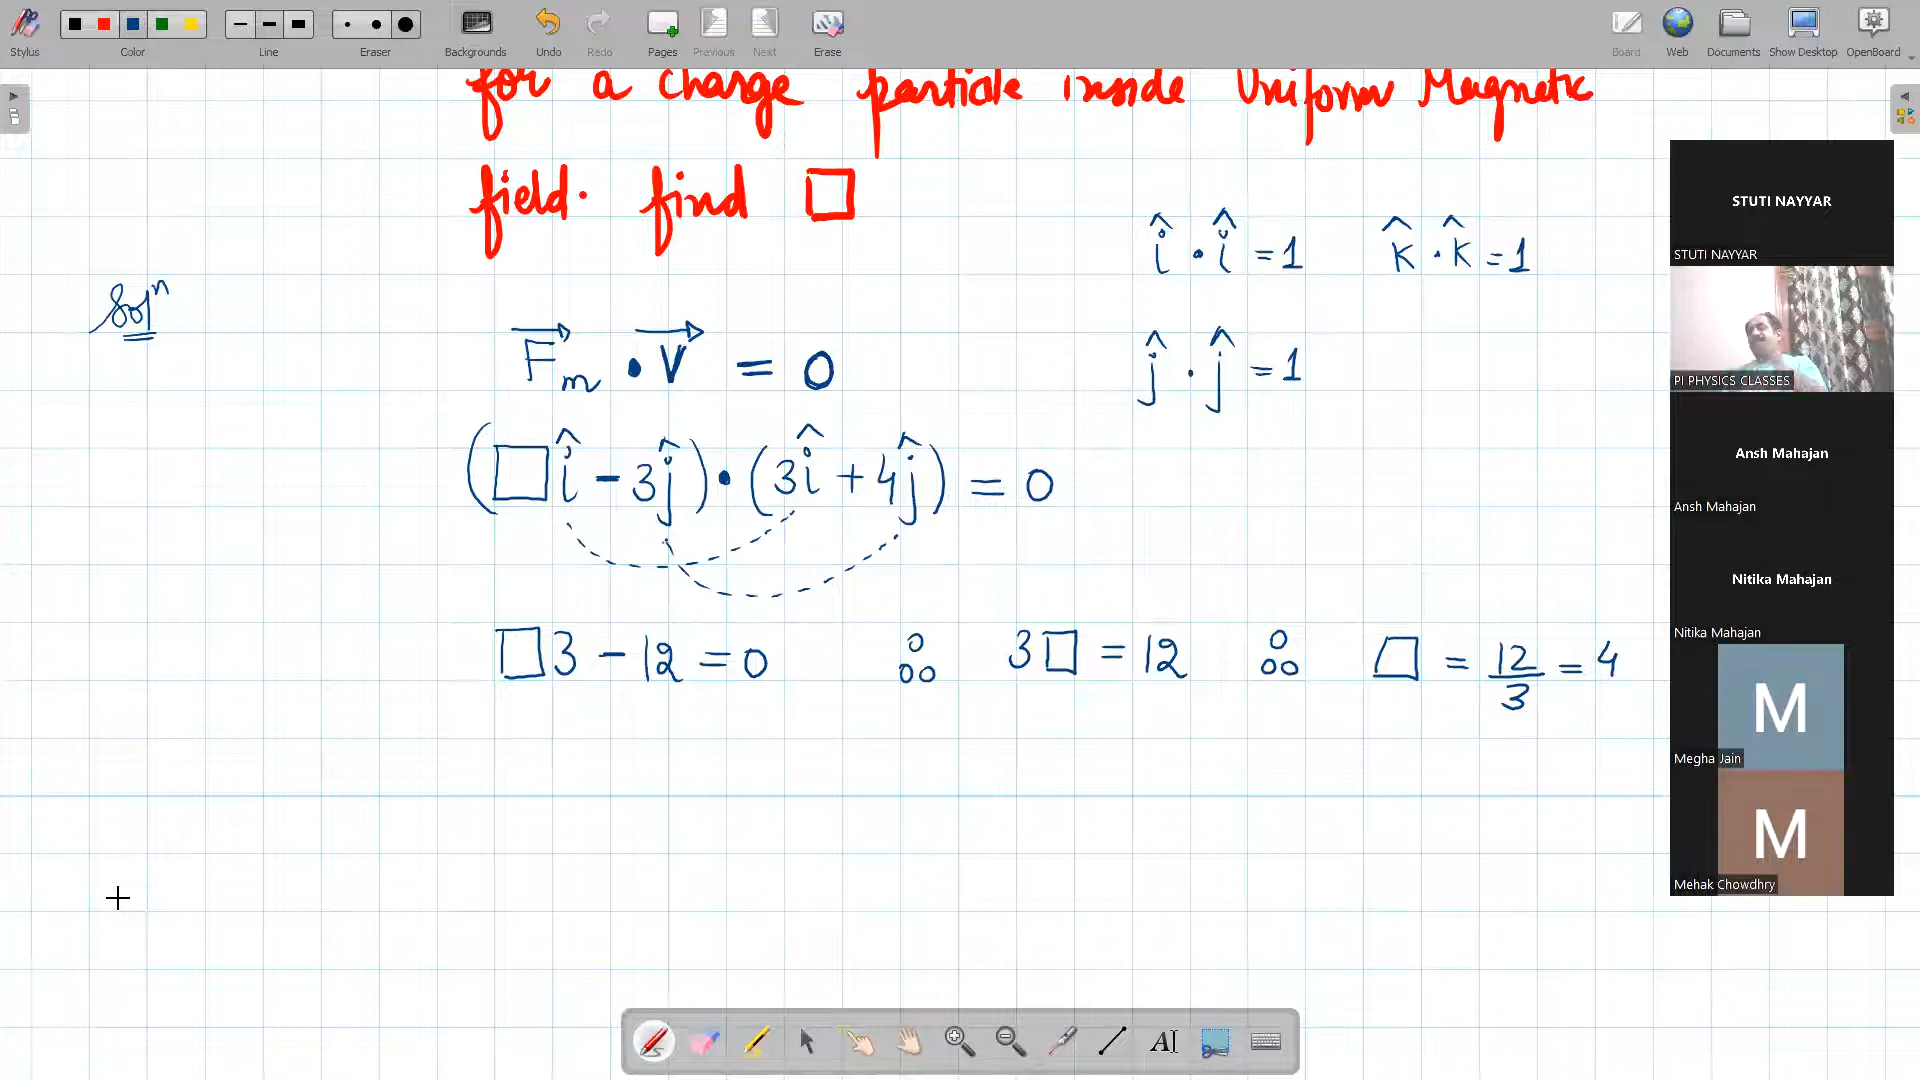 Stylus Color Line Eraser Backgrounds Undo Redo Pages Previous Next Erase Board Web Documents Show Desktop OpenBoard
for a charge particle inside Uniform Magnetic
field. find □
î · î = 1 k̂ · k̂ = 1
Solⁿ
F⃗m · V⃗ = 0
ĵ · ĵ = 1
(□î − 3ĵ) · (3î + 4ĵ) = 0
□3 − 12 = 0 ∴ 3□ = 12 ∴ □ = 12/3 = 4
STUTI NAYYAR
STUTI NAYYAR
PI PHYSICS CLASSES
Ansh Mahajan
Ansh Mahajan
Nitika Mahajan
Nitika Mahajan
M
Megha Jain
M
Mehak Chowdhry